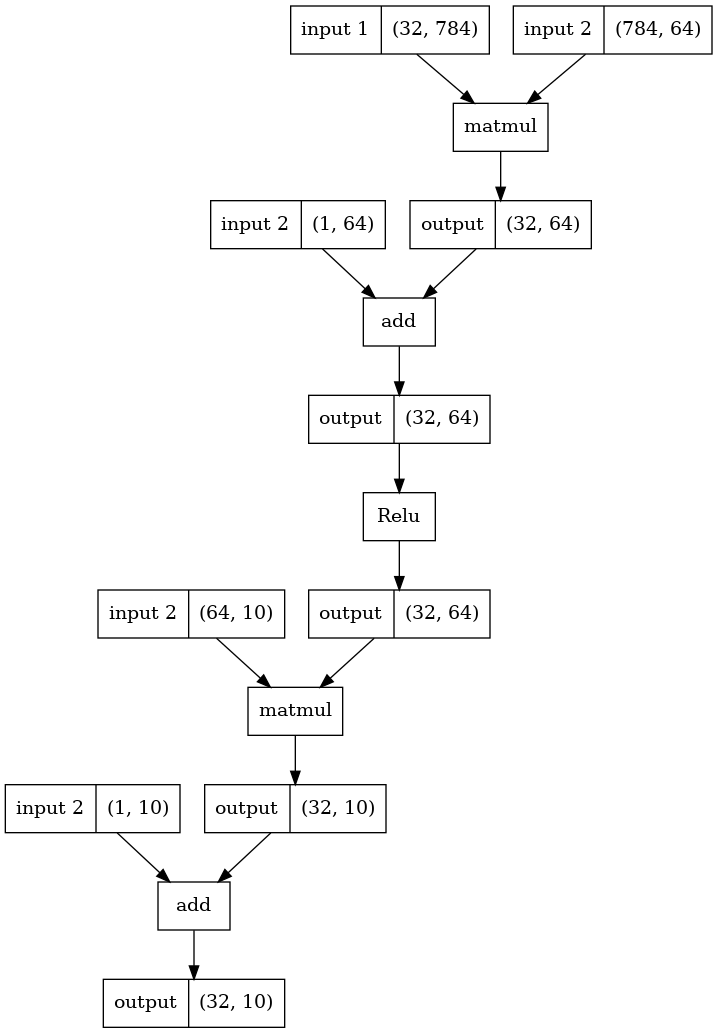 input 1 (32, 784) input 2 (784, 64)
matmul
input 2 (1, 64) output (32, 64)
add
output (32, 64)
Relu
input 2 (64, 10) output (32, 64)
matmul
input 2 (1, 10) output (32, 10)
add
output (32, 10)